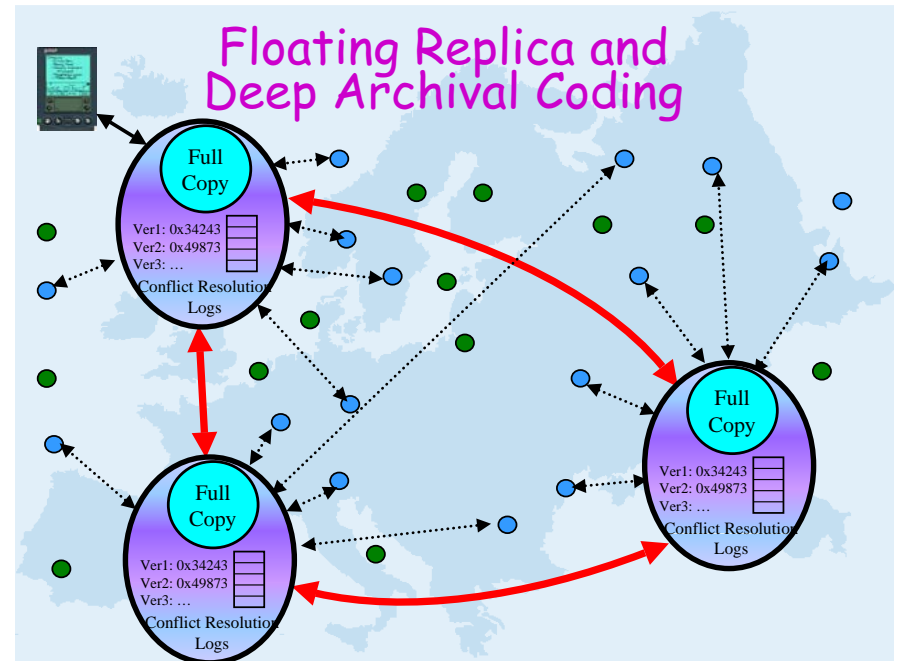 Floating Replica and
Deep Archival Coding
Full
Copy
Ver1: 0x34243
Ver2: 0x49873
Ver3: …
Conflict Resolution
Logs
Full
Copy
Ver1: 0x34243
Ver2: 0x49873
Ver3: …
Conflict Resolution
Logs
Full
Copy
Ver1: 0x34243
Ver2: 0x49873
Ver3: …
Conflict Resolution
Logs